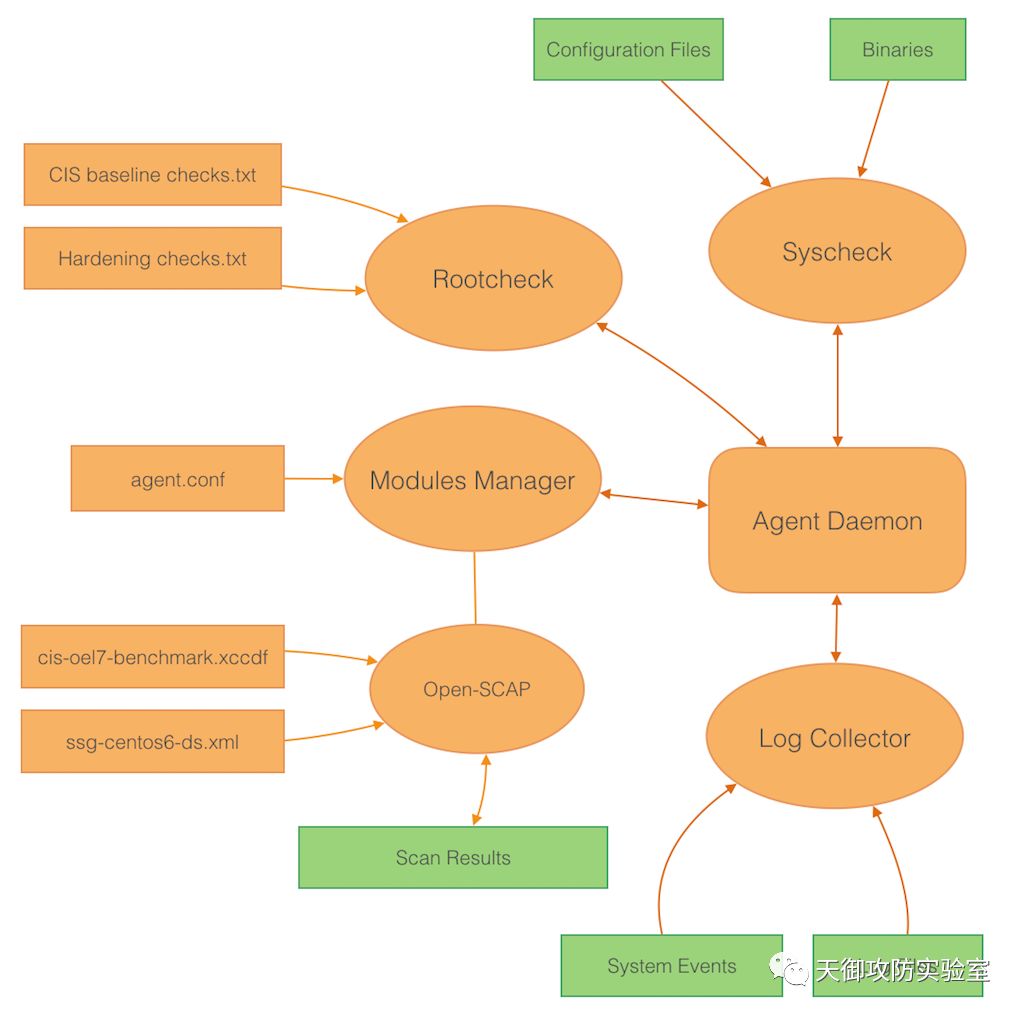 Configuration Files
Binaries
CIS baseline checks.txt
Hardening checks.txt
Rootcheck
Syscheck
agent.conf
Modules Manager
Agent Daemon
cis-oel7-benchmark.xccdf
ssg-centos6-ds.xml
Open-SCAP
Log Collector
Scan Results
System Events
天御攻防实验室